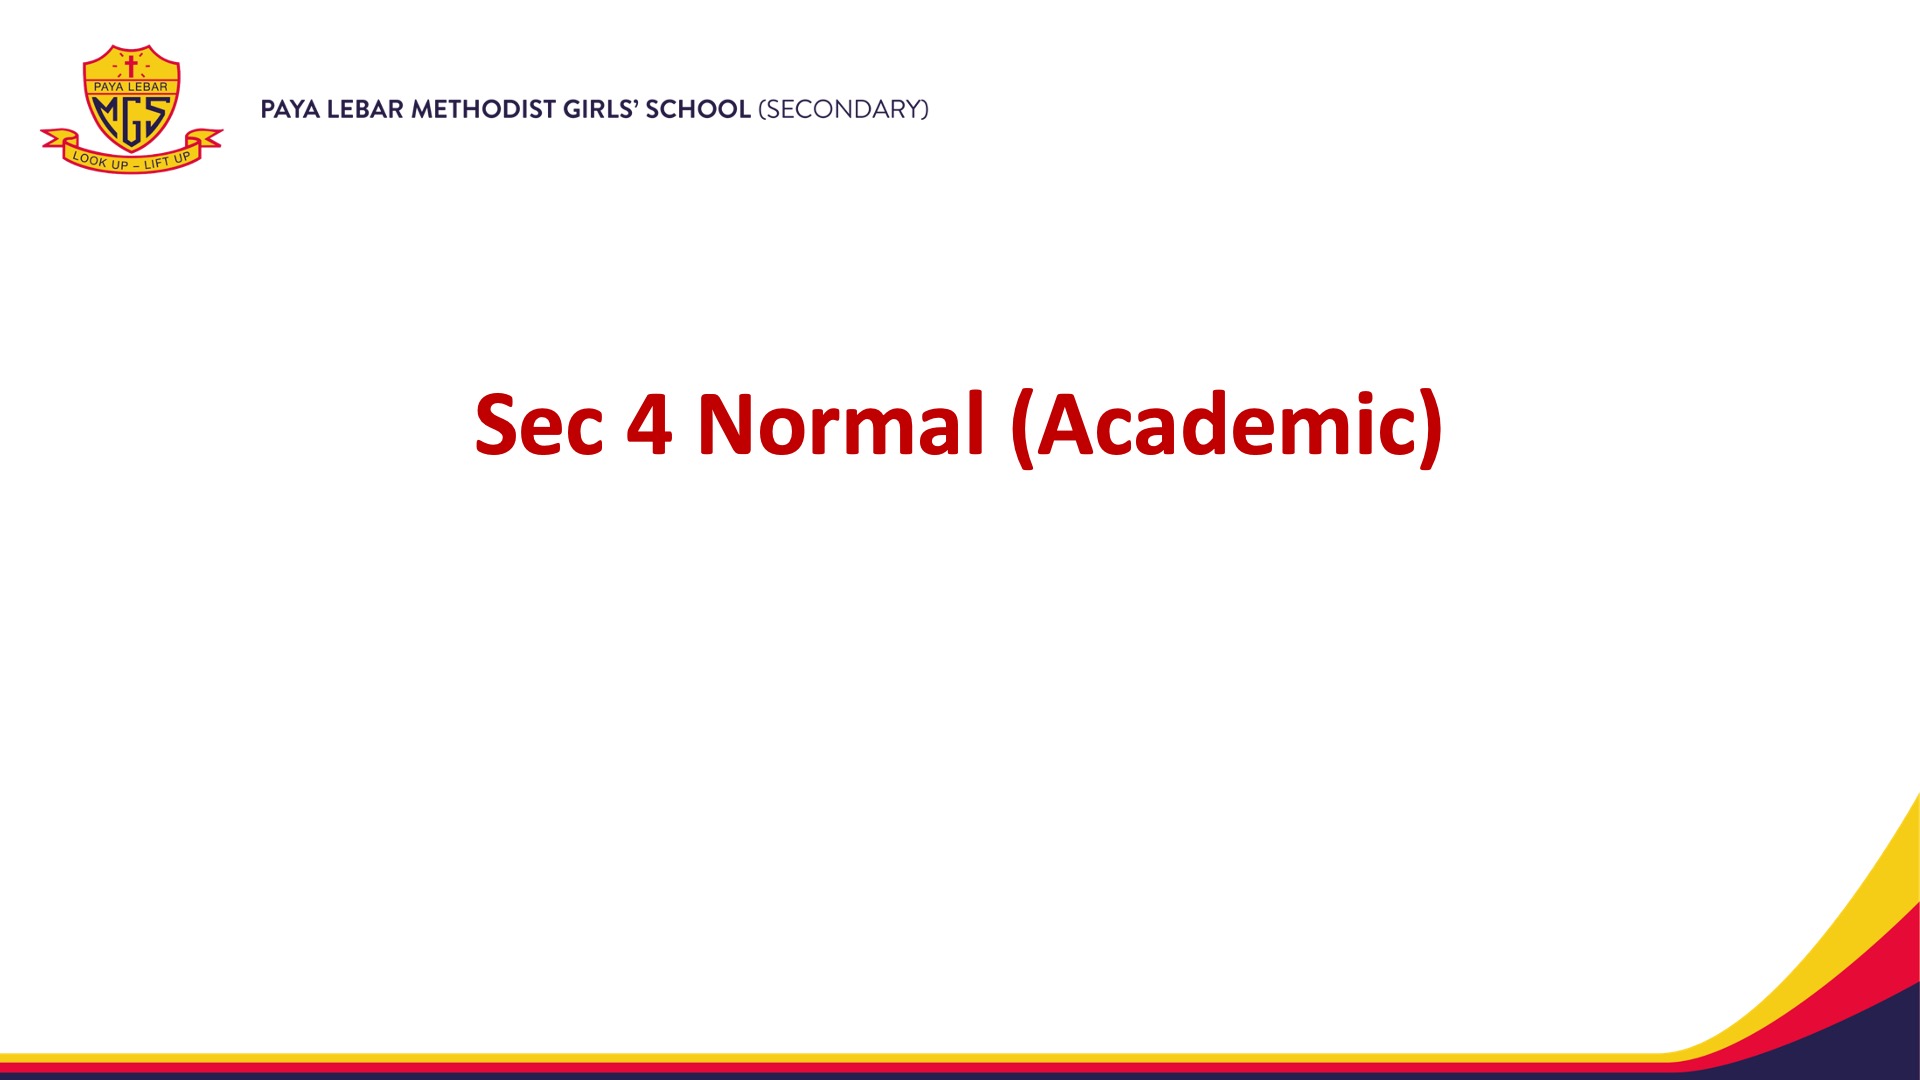 PAYA LEBAR
MGS
LOOK UP – LIFT UP
PAYA LEBAR METHODIST GIRLS’ SCHOOL (SECONDARY)
Sec 4 Normal (Academic)